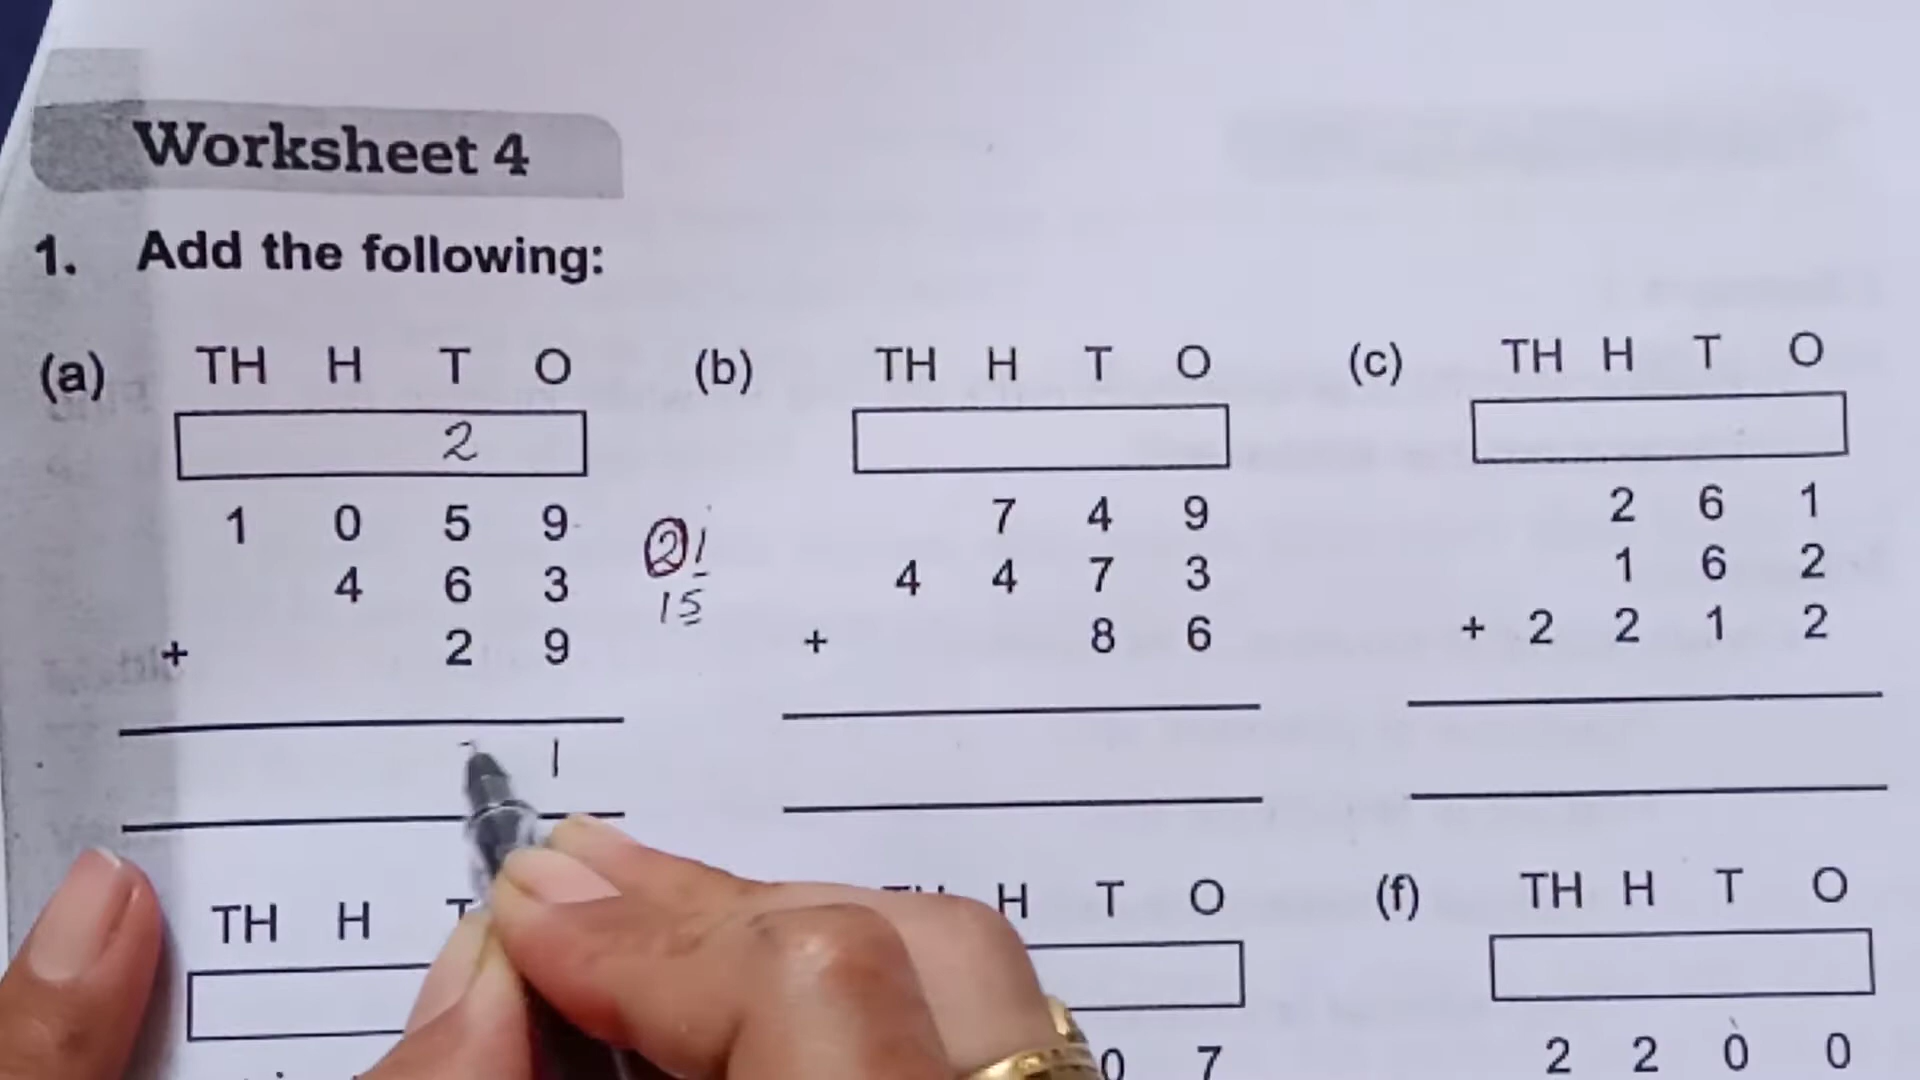 Worksheet 4
1. Add the following:
(a) TH H T O (b) TH H T O (c) TH H T O
2
1 0 5 9 21 7 4 9 2 6 1
4 6 3 15 4 4 7 3 1 6 2
+ 2 9 + 8 6 + 2 2 1 2
1
TH H T H T O (f) TH H T O
0 7 2 2 0 0